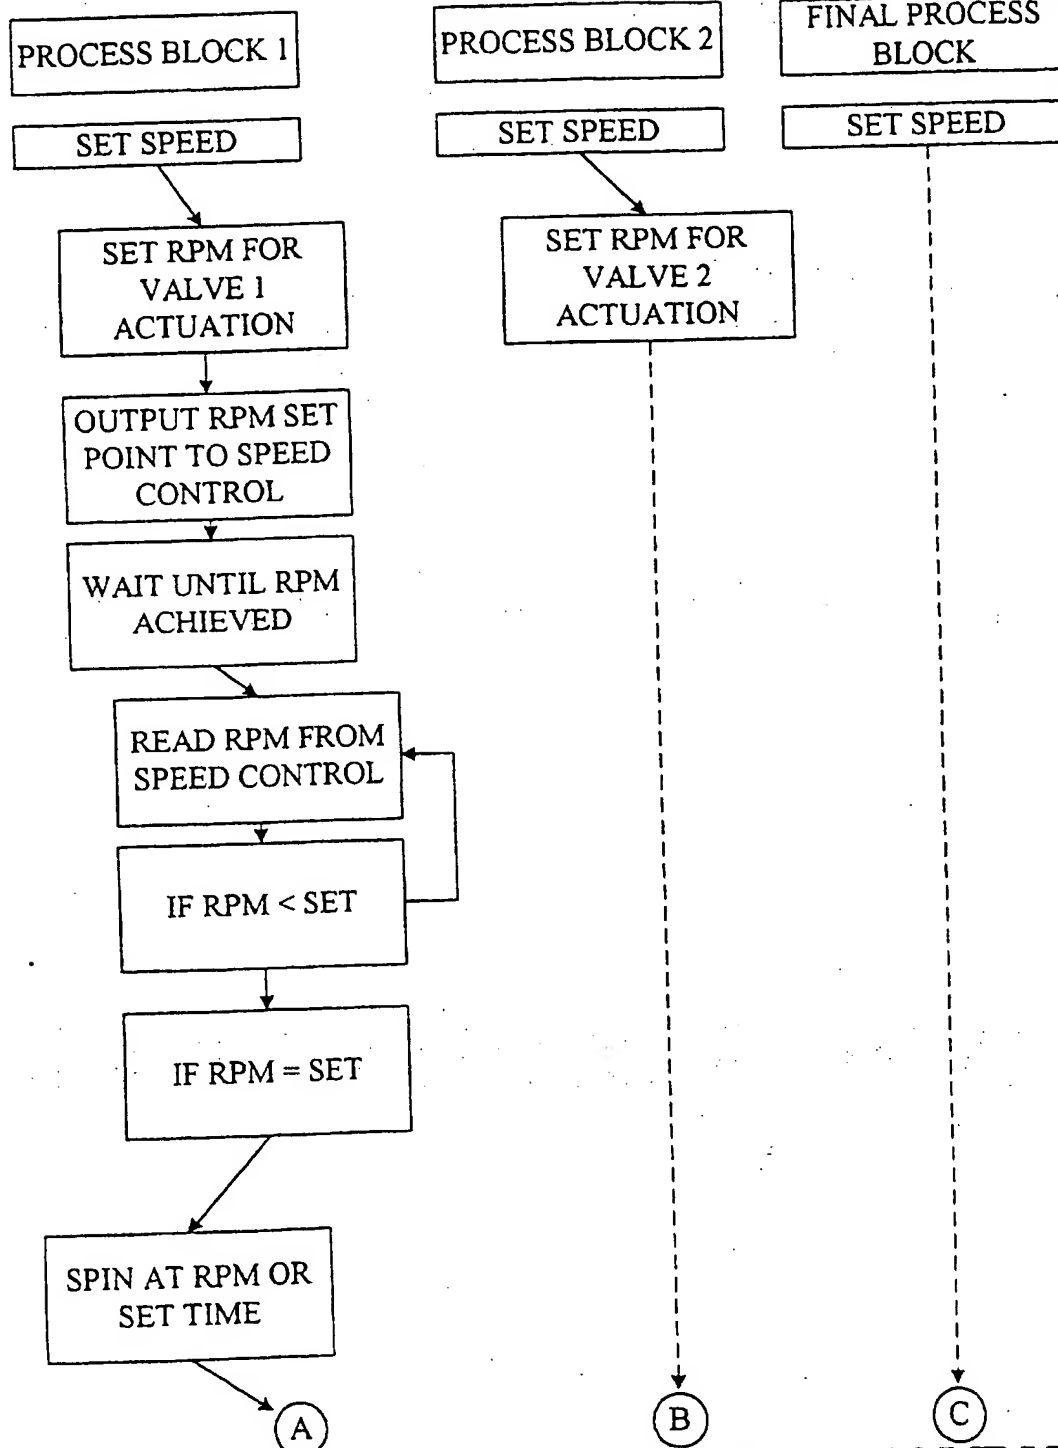 PROCESS BLOCK 1
SET SPEED
SET RPM FOR
VALVE 1
ACTUATION
OUTPUT RPM SET
POINT TO SPEED
CONTROL
WAIT UNTIL RPM
ACHIEVED
READ RPM FROM
SPEED CONTROL
IF RPM < SET
IF RPM = SET
SPIN AT RPM OR
SET TIME
A
PROCESS BLOCK 2
SET SPEED
SET RPM FOR
VALVE 2
ACTUATION
B
FINAL PROCESS
BLOCK
SET SPEED
C